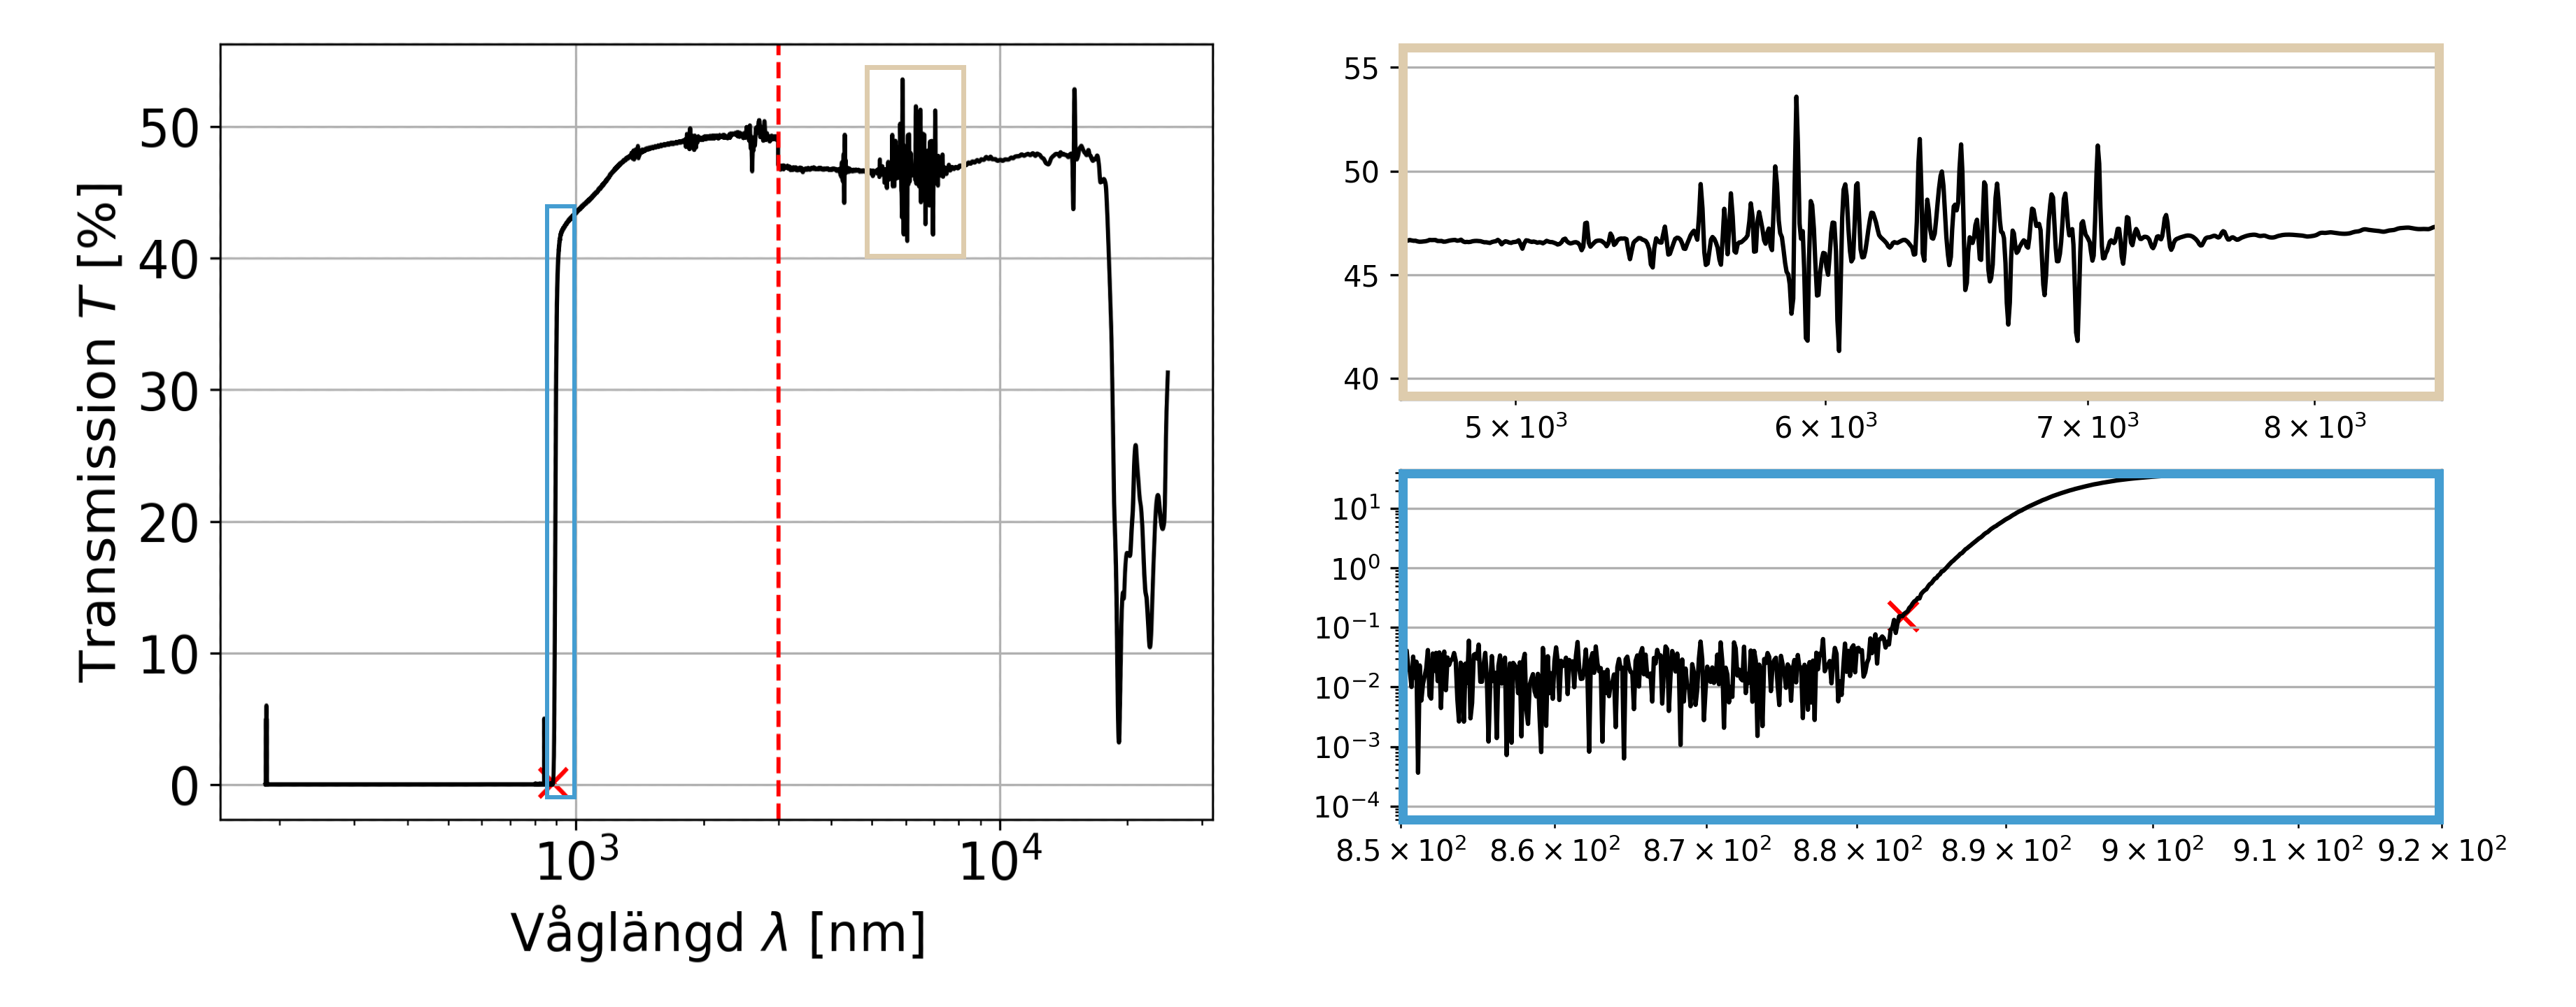 Transmission T [%]
50
40
30
20
10
0
10³
10⁴
Våglängd λ [nm]
55
50
45
40
5 × 10³
6 × 10³
7 × 10³
8 × 10³
10¹
10⁰
10⁻¹
10⁻²
10⁻³
10⁻⁴
8.5 × 10²
8.6 × 10²
8.7 × 10²
8.8 × 10²
8.9 × 10²
9 × 10²
9.1 × 10²
9.2 × 10²